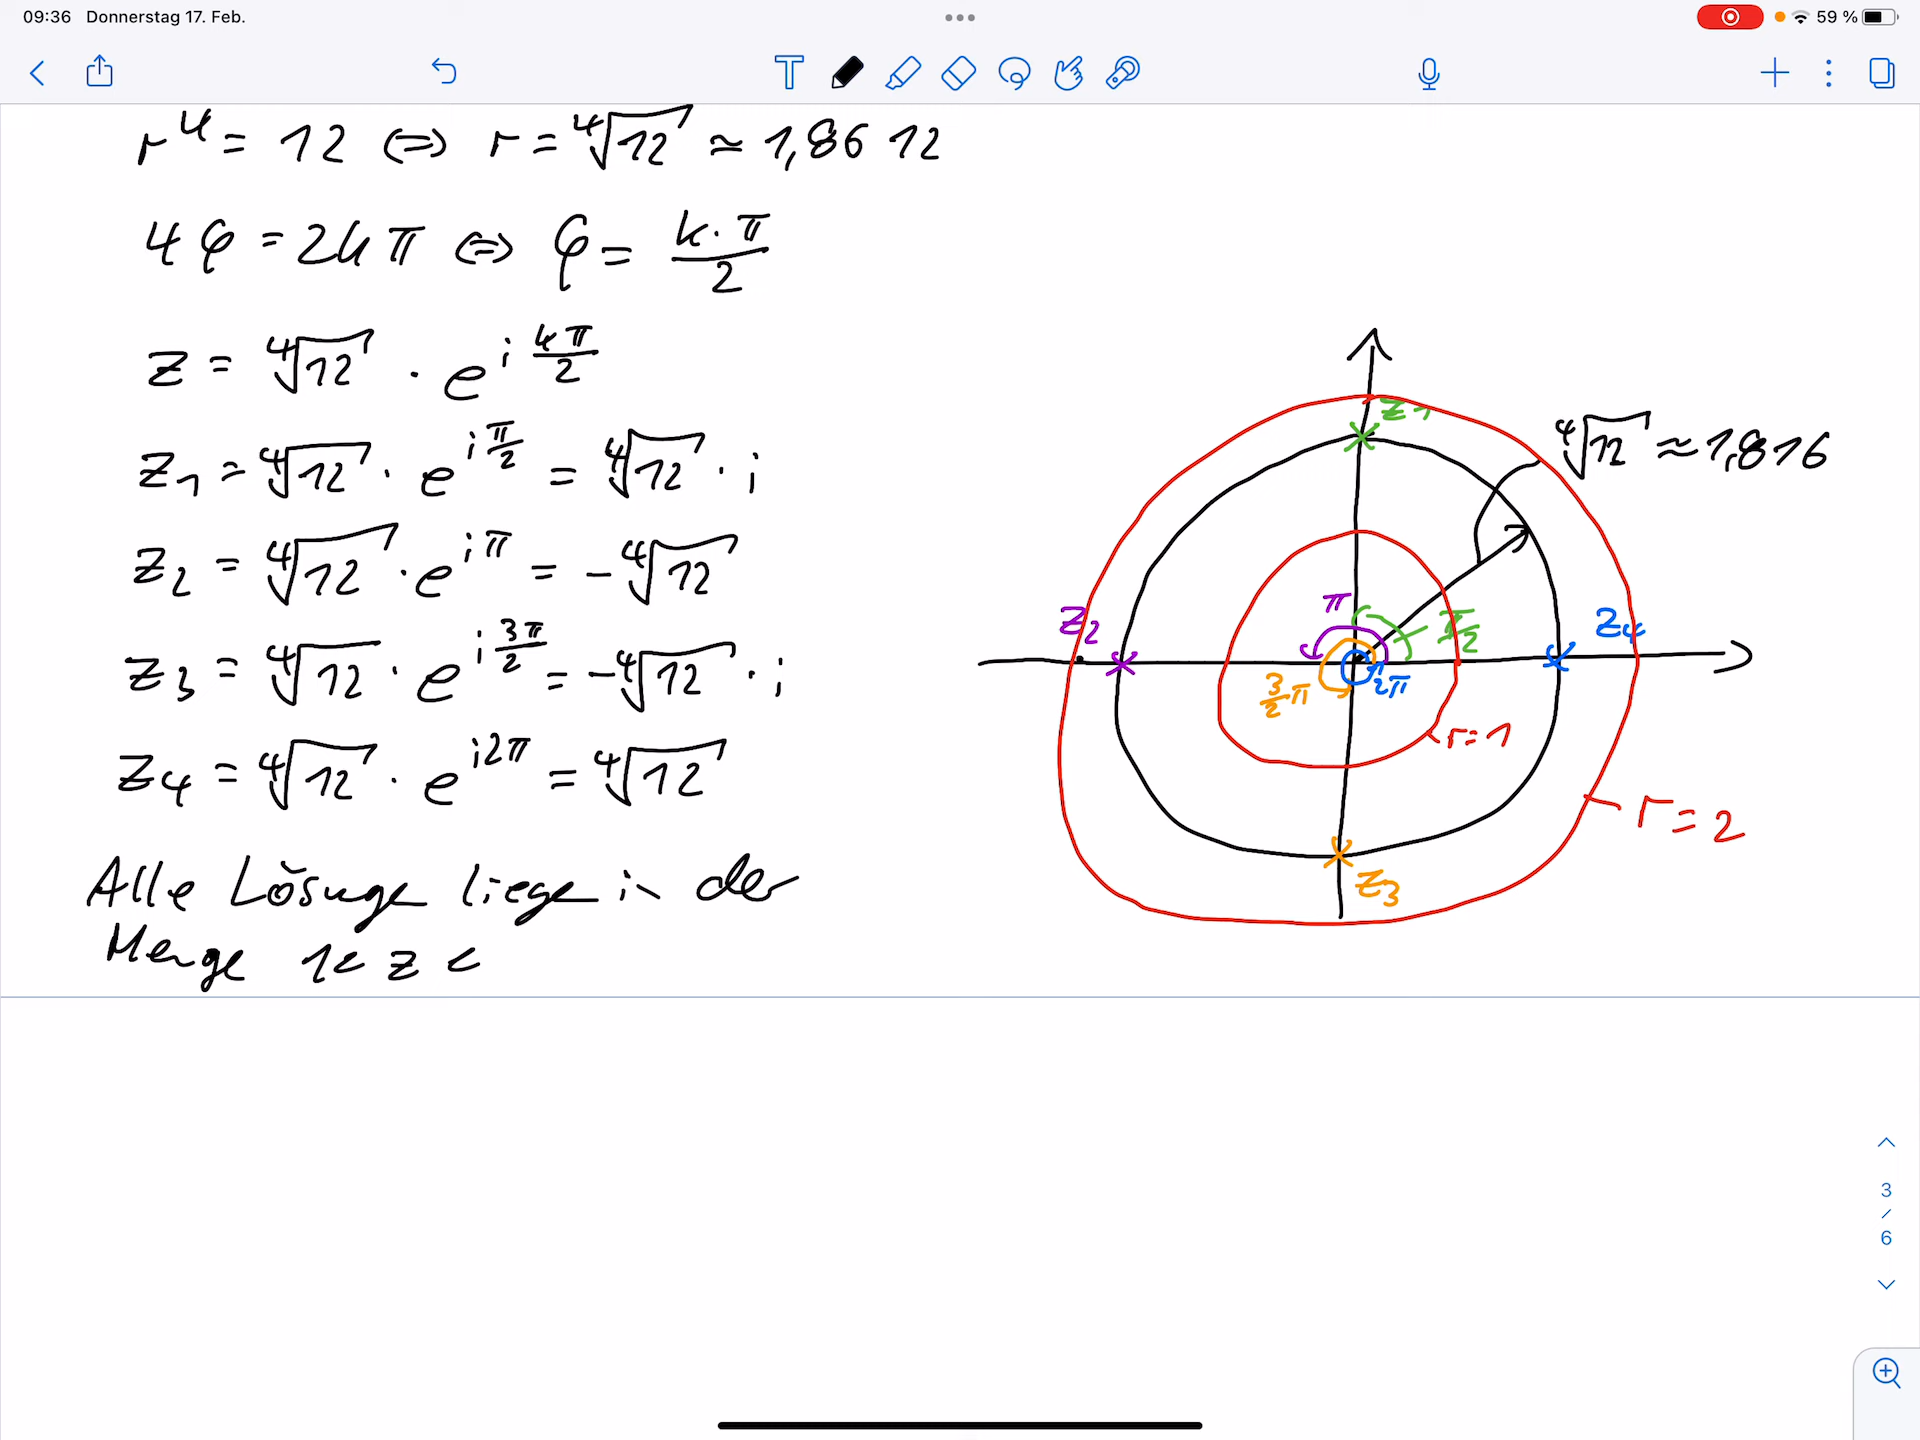 09:36 Donnerstag 17. Feb.
59 %
T
r⁴ = 12 ⇔ r = ⁴√12 ≈ 1,8612
4φ = 2kπ ⇔ φ = k·π/2
z = ⁴√12 · e^(i kπ/2)
z₁ = ⁴√12 · e^(i π/2) = ⁴√12 · i
z₂ = ⁴√12 · e^(iπ) = -⁴√12
z₃ = ⁴√12 · e^(i 3π/2) = -⁴√12 · i
z₄ = ⁴√12 · e^(i2π) = ⁴√12
Alle Lösuge liege in der
Menge 1< z <
z₁
⁴√12 ≈ 1,816
π
π/2
z₂
z₄
3/2 π
2π
r=1
r=2
z₃
3
/
6